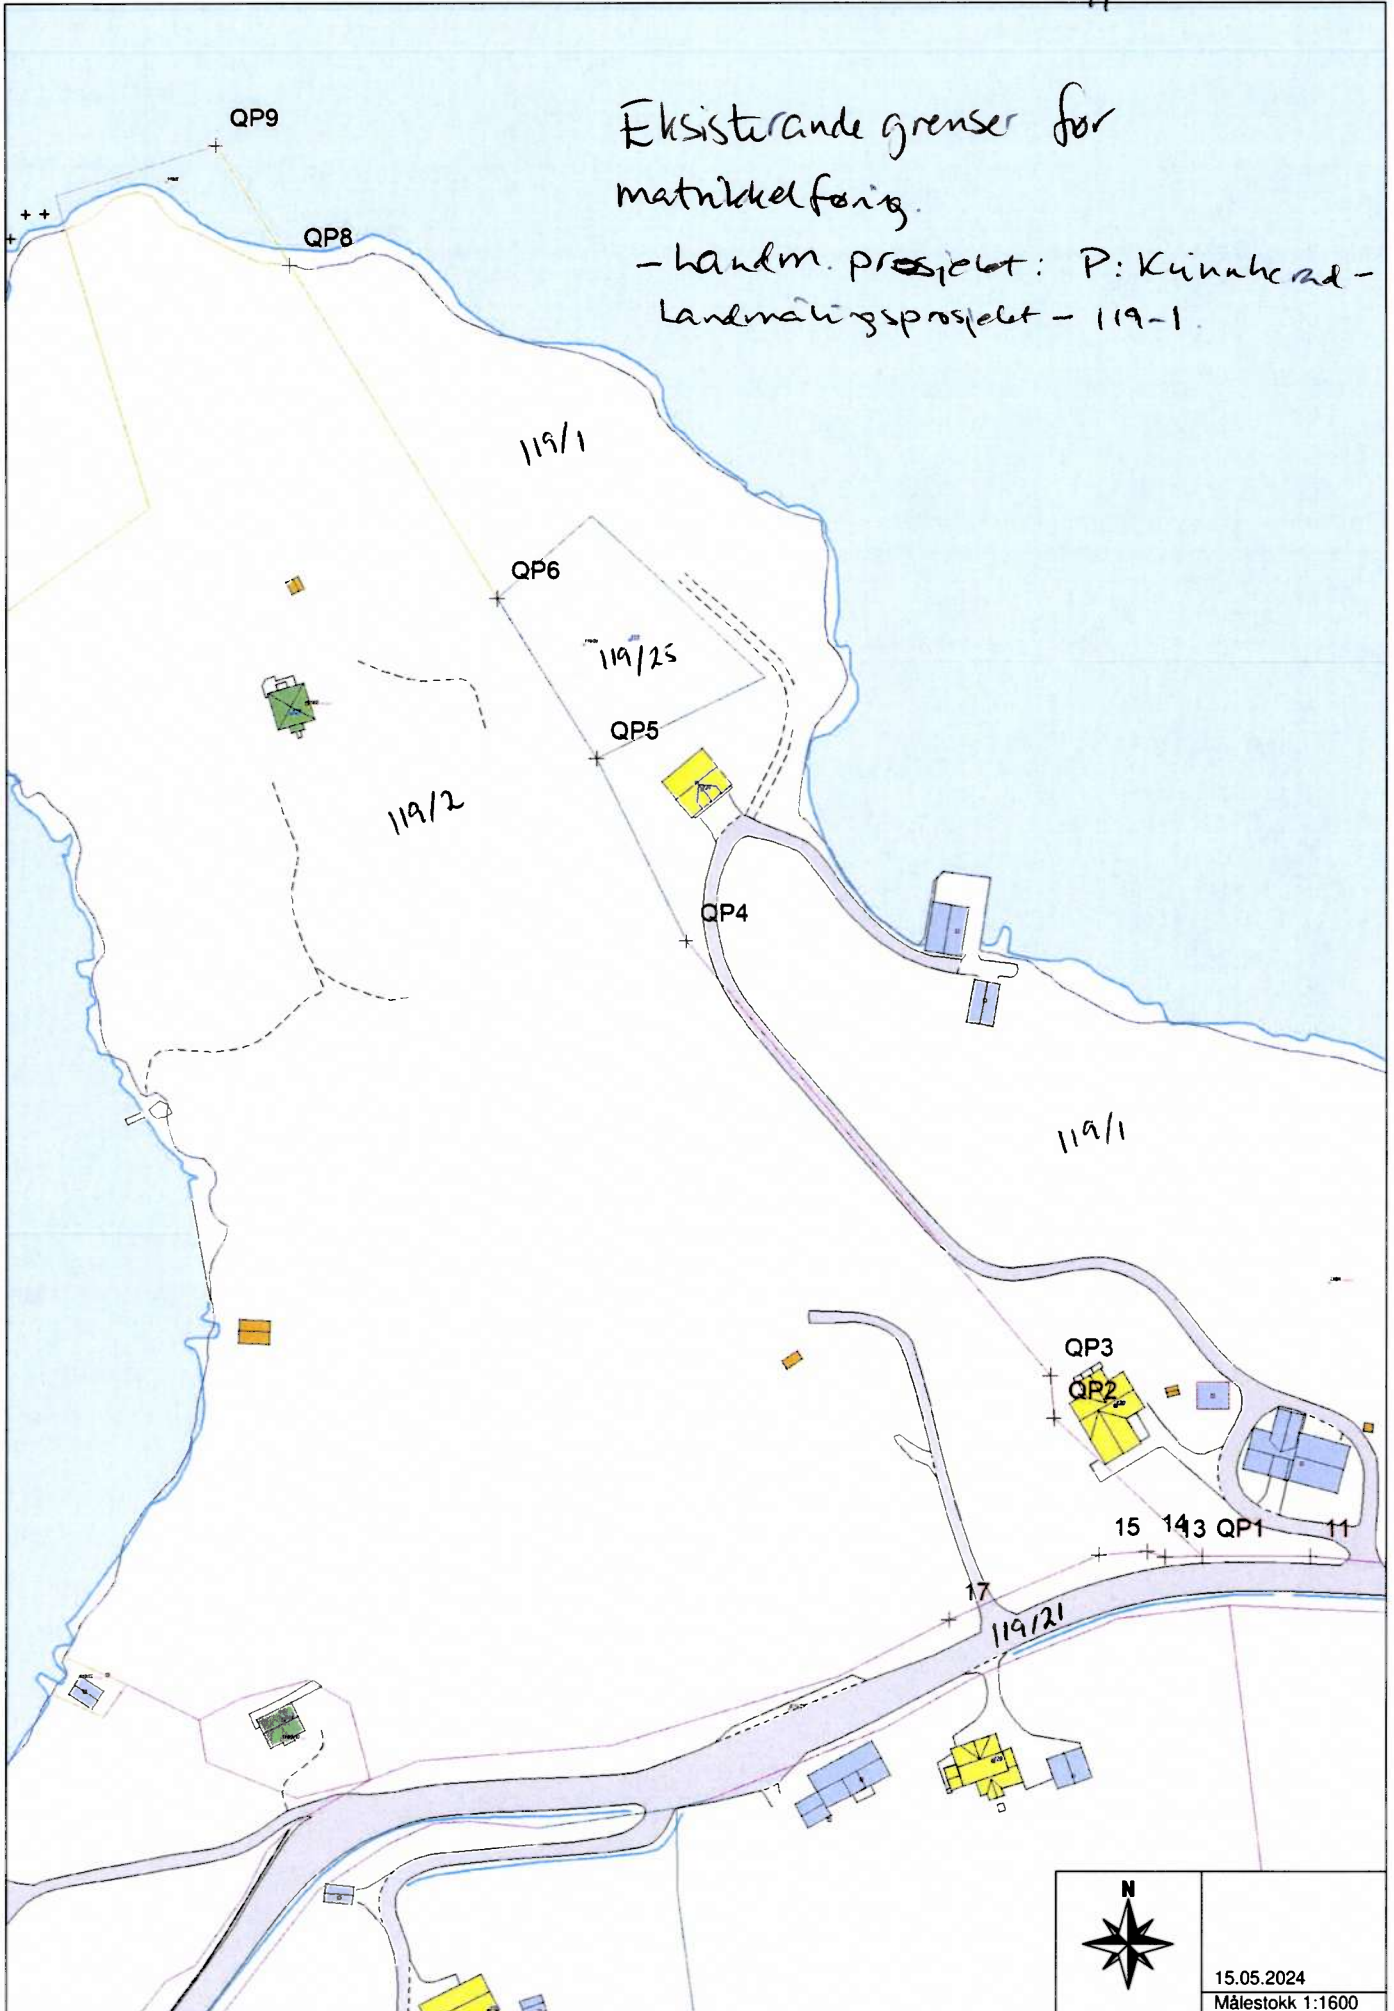 QP9
Eksisterande grenser før
matrikkelføring.
- Landm. prosjekt: P: Kvinnherad -
Landmålingsprosjekt - 119-1.
QP8
119/1
QP6
119/25
QP5
119/2
QP4
119/1
QP3
QP2
15 14 13 QP1 11
17
119/21
N
15.05.2024
Målestokk 1:1600